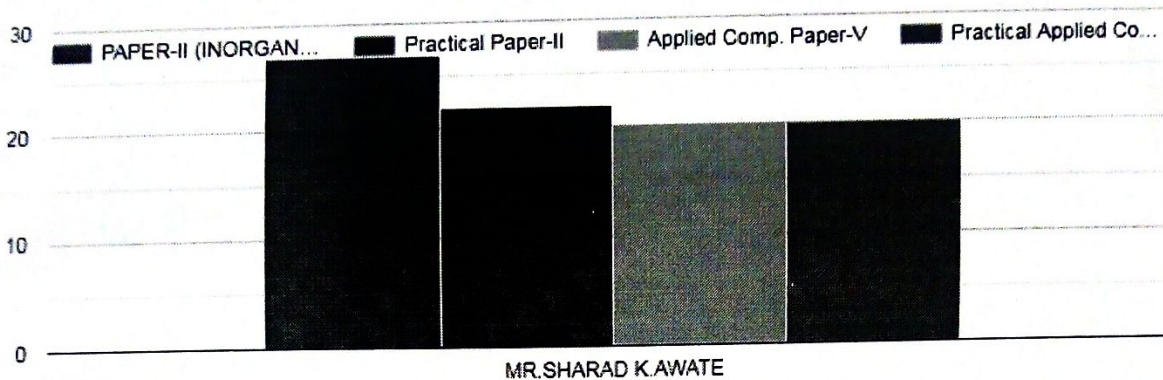 30
PAPER-II (INORGAN... Practical Paper-II Applied Comp. Paper-V Practical Applied Co...
20
10
0
MR.SHARAD K.AWATE